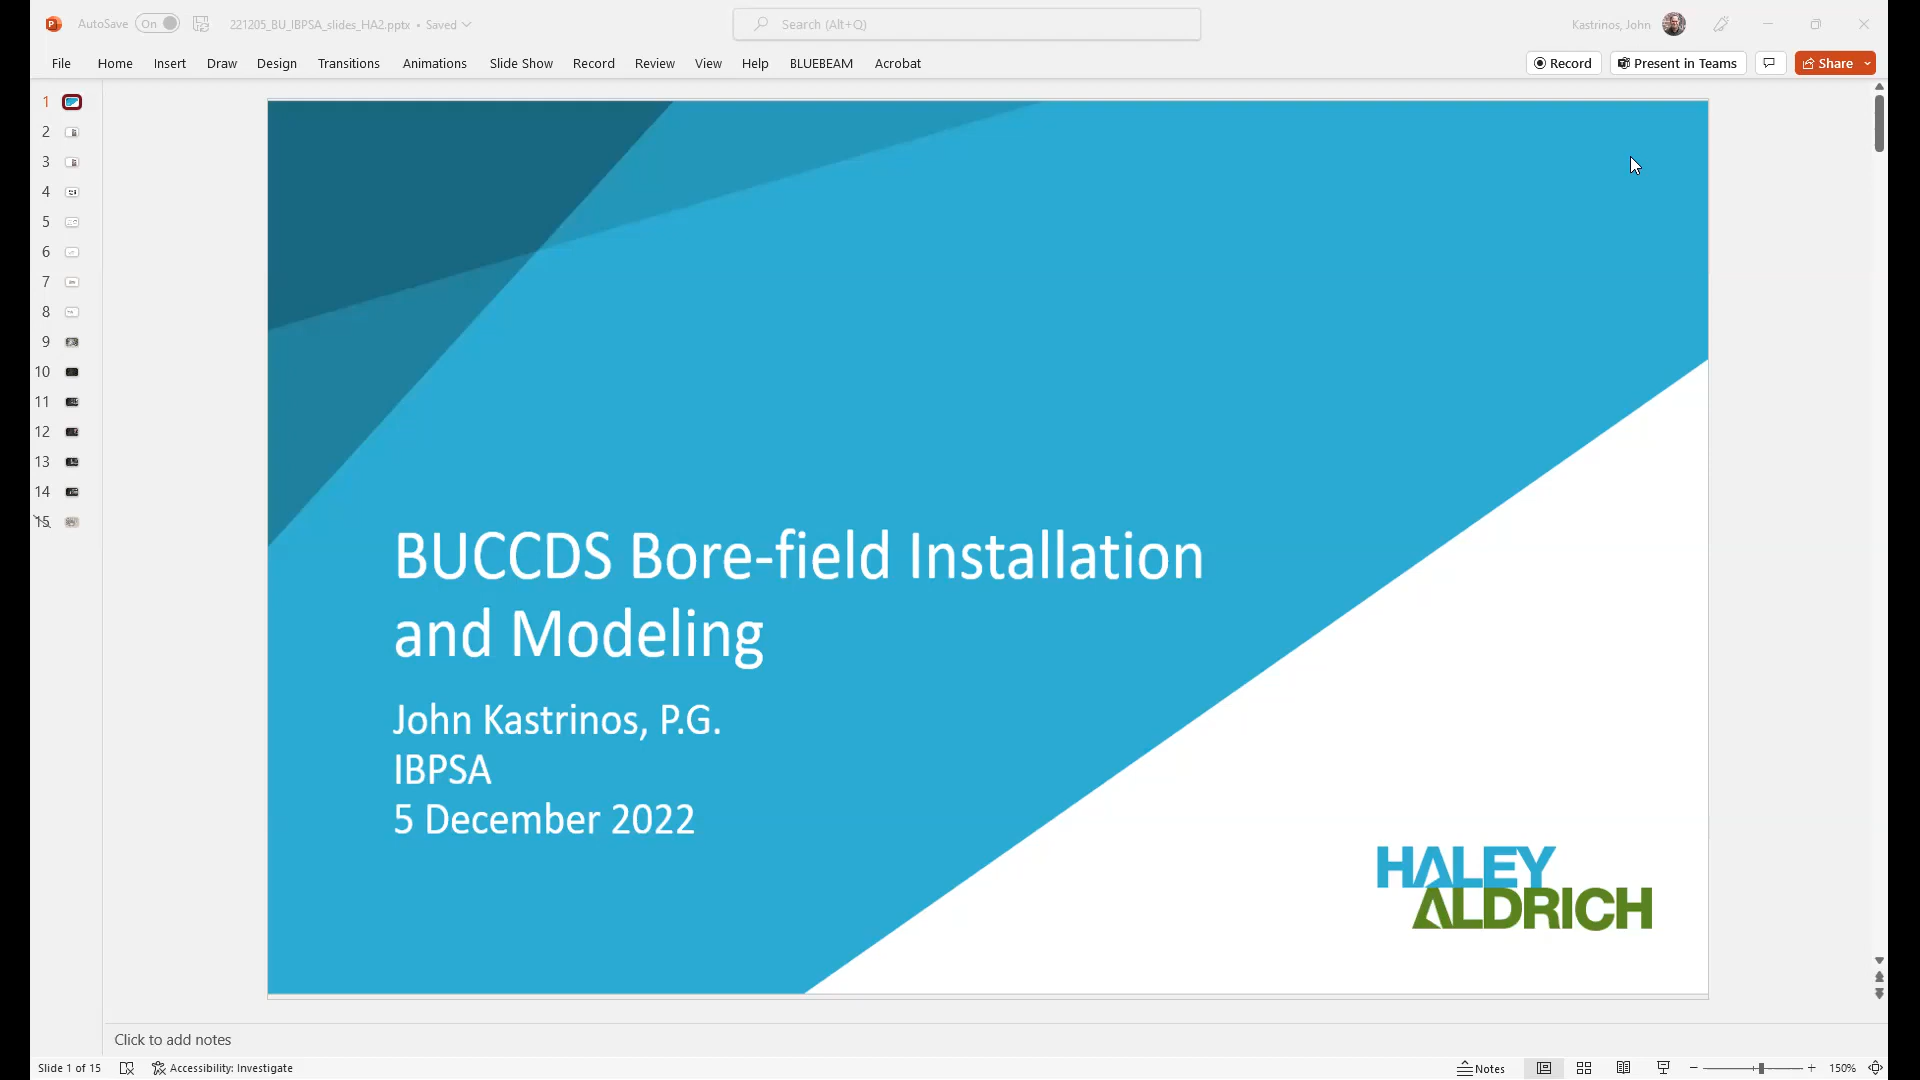 AutoSave On 221205_BU_IBPSA_slides_HA2.pptx • Saved Search (Alt+Q) Kastrinos, John
File Home Insert Draw Design Transitions Animations Slide Show Record Review View Help BLUEBEAM Acrobat Record Present in Teams Share
1
2
3
4
5
6
7
8
9
10
11
12
13
14
15
BUCCDS Bore-field Installation
and Modeling
John Kastrinos, P.G.
IBPSA
5 December 2022
HALEY
ALDRICH
Click to add notes
Slide 1 of 15 Accessibility: Investigate Notes 150%